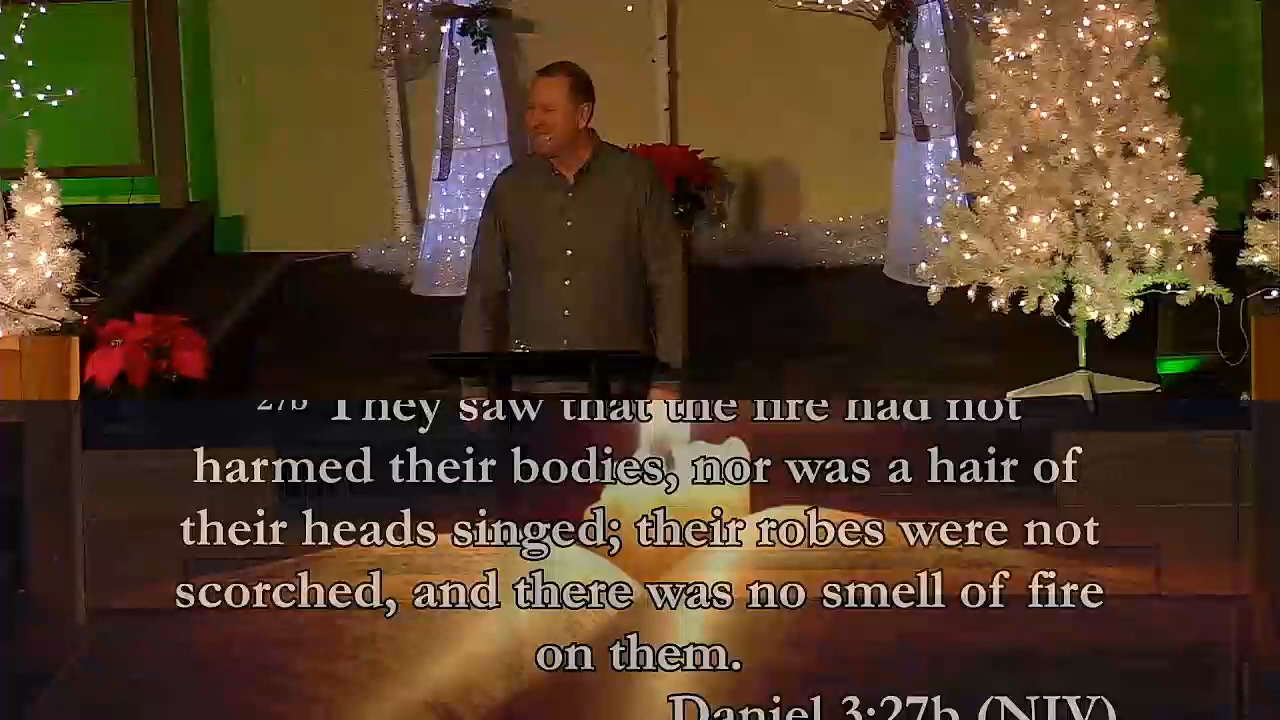 27b They saw that the fire had not
harmed their bodies, nor was a hair of
their heads singed; their robes were not
scorched, and there was no smell of fire
on them.
Daniel 3:27b (NIV)